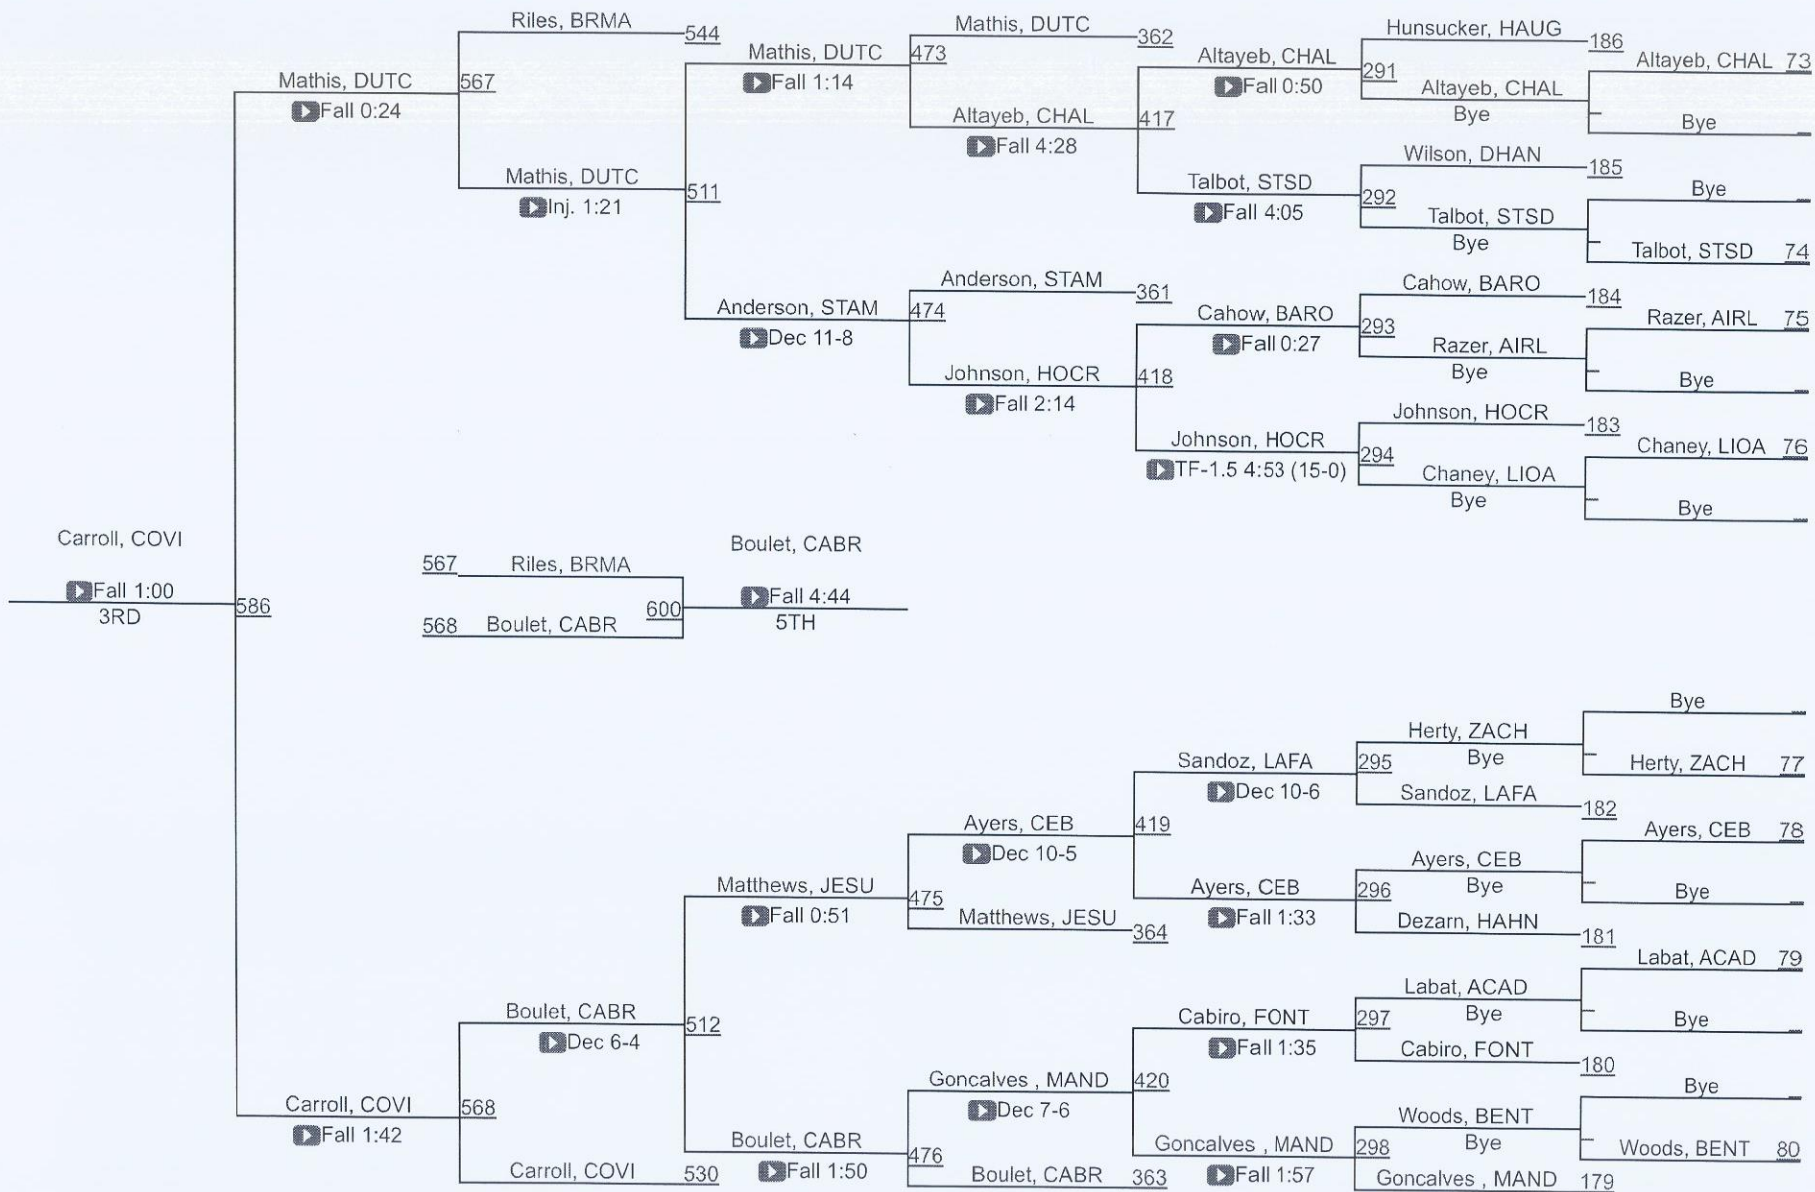 Riles, BRMA 544
Mathis, DUTC 567
Fall 0:24
Mathis, DUTC 511
Inj. 1:21
Mathis, DUTC 473
Fall 1:14
Anderson, STAM 474
Dec 11-8
Mathis, DUTC 362
Altayeb, CHAL 417
Fall 4:28
Anderson, STAM 361
Johnson, HOCR 418
Fall 2:14
Altayeb, CHAL 291
Fall 0:50
Talbot, STSD 292
Fall 4:05
Cahow, BARO 293
Fall 0:27
Johnson, HOCR 294
TF-1.5 4:53 (15-0)
Hunsucker, HAUG 186
Altayeb, CHAL
Bye
Wilson, DHAN 185
Talbot, STSD
Bye
Cahow, BARO 184
Razer, AIRL
Bye
Johnson, HOCR 183
Chaney, LIOA
Bye
Altayeb, CHAL 73
Bye
Bye
Talbot, STSD 74
Razer, AIRL 75
Bye
Chaney, LIOA 76
Bye
Carroll, COVI
Fall 1:00
3RD
586
567 Riles, BRMA
568 Boulet, CABR
600
Boulet, CABR
Fall 4:44
5TH
Carroll, COVI 568
Fall 1:42
Boulet, CABR 512
Dec 6-4
Carroll, COVI 530
Matthews, JESU 475
Fall 0:51
Boulet, CABR 476
Fall 1:50
Ayers, CEB 419
Dec 10-5
Matthews, JESU 364
Goncalves , MAND 420
Dec 7-6
Boulet, CABR 363
Sandoz, LAFA 295
Dec 10-6
Ayers, CEB 296
Fall 1:33
Cabiro, FONT 297
Fall 1:35
Goncalves , MAND 298
Fall 1:57
Herty, ZACH
Bye
Sandoz, LAFA 182
Ayers, CEB
Bye
Dezarn, HAHN 181
Labat, ACAD
Bye
Cabiro, FONT 180
Woods, BENT
Bye
Goncalves , MAND 179
Bye
Herty, ZACH 77
Ayers, CEB 78
Bye
Labat, ACAD 79
Bye
Bye
Woods, BENT 80